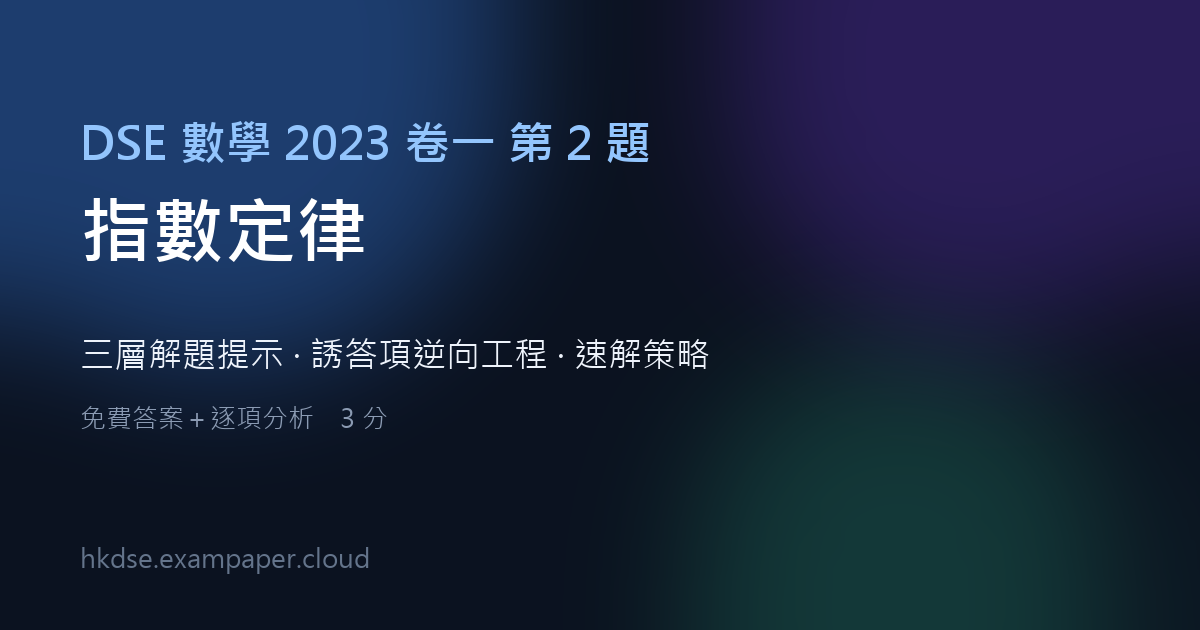 DSE 數學 2023 卷一 第 2 題
指數定律
三層解題提示 · 誘答項逆向工程 · 速解策略
免費答案 + 逐項分析 3 分
hkdse.exampaper.cloud